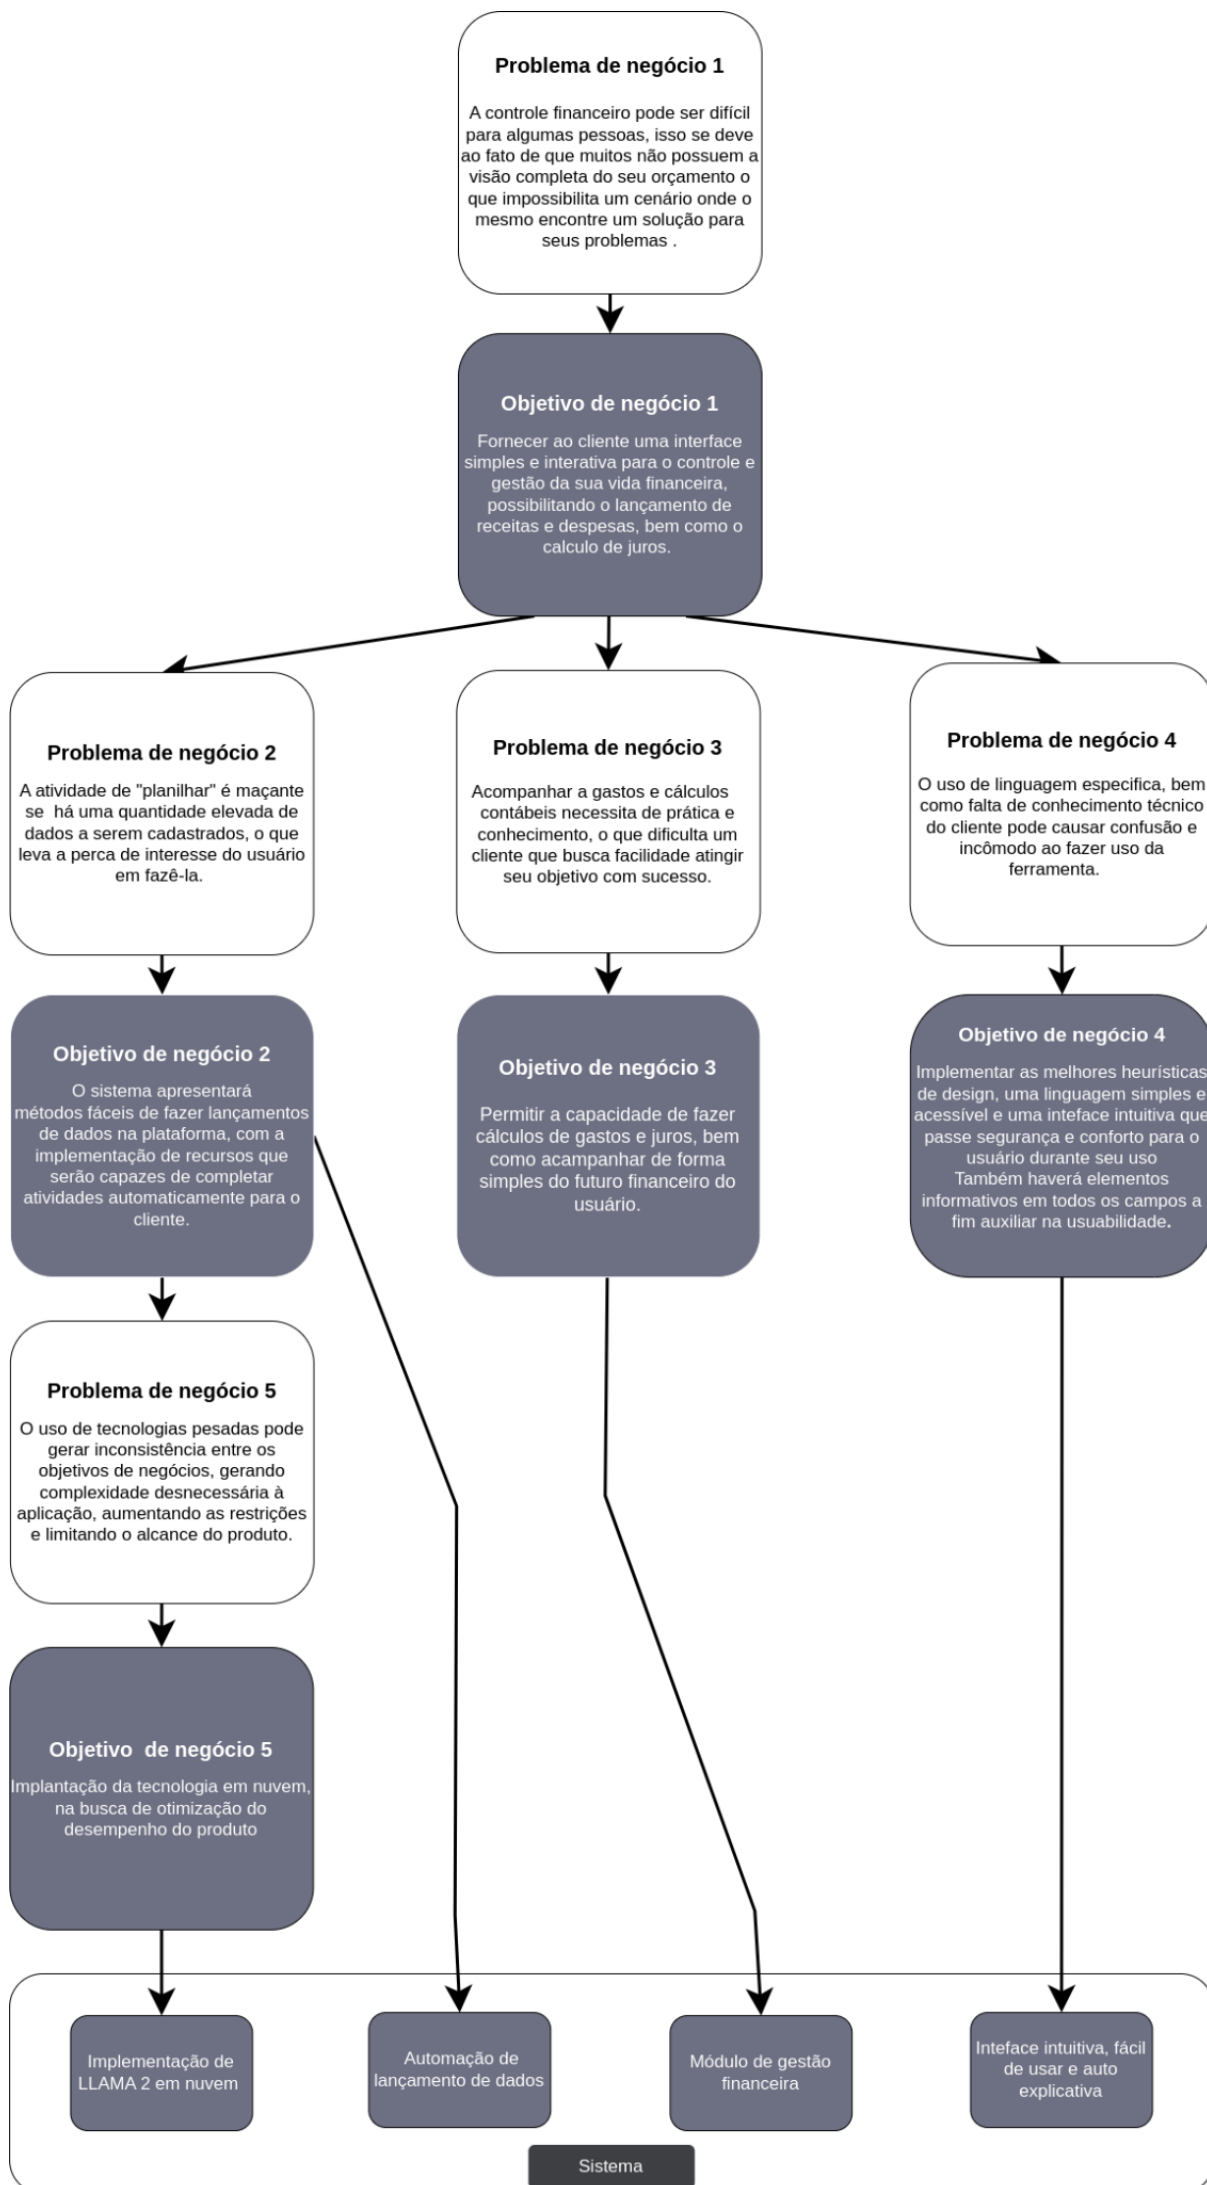 Problema de negócio 1
A controle financeiro pode ser difícil
para algumas pessoas, isso se deve
ao fato de que muitos não possuem a
visão completa do seu orçamento o
que impossibilita um cenário onde o
mesmo encontre um solução para
seus problemas .
Objetivo de negócio 1
Fornecer ao cliente uma interface
simples e interativa para o controle e
gestão da sua vida financeira,
possibilitando o lançamento de
receitas e despesas, bem como o
calculo de juros.
Problema de negócio 2
A atividade de "planilhar" é maçante
se há uma quantidade elevada de
dados a serem cadastrados, o que
leva a perca de interesse do usuário
em fazê-la.
Problema de negócio 3
Acompanhar a gastos e cálculos
contábeis necessita de prática e
conhecimento, o que dificulta um
cliente que busca facilidade atingir
seu objetivo com sucesso.
Problema de negócio 4
O uso de linguagem especifica, bem
como falta de conhecimento técnico
do cliente pode causar confusão e
incômodo ao fazer uso da
ferramenta.
Objetivo de negócio 2
O sistema apresentará
métodos fáceis de fazer lançamentos
de dados na plataforma, com a
implementação de recursos que
serão capazes de completar
atividades automaticamente para o
cliente.
Objetivo de negócio 3
Permitir a capacidade de fazer
cálculos de gastos e juros, bem
como acampanhar de forma
simples do futuro financeiro do
usuário.
Objetivo de negócio 4
Implementar as melhores heurísticas
de design, uma linguagem simples e
acessível e uma inteface intuitiva que
passe segurança e conforto para o
usuário durante seu uso
Também haverá elementos
informativos em todos os campos a
fim auxiliar na usuabilidade.
Problema de negócio 5
O uso de tecnologias pesadas pode
gerar inconsistência entre os
objetivos de negócios, gerando
complexidade desnecessária à
aplicação, aumentando as restrições
e limitando o alcance do produto.
Objetivo de negócio 5
Implantação da tecnologia em nuvem,
na busca de otimização do
desempenho do produto
Implementação de
LLAMA 2 em nuvem
Automação de
lançamento de dados
Módulo de gestão
financeira
Inteface intuitiva, fácil
de usar e auto
explicativa
Sistema